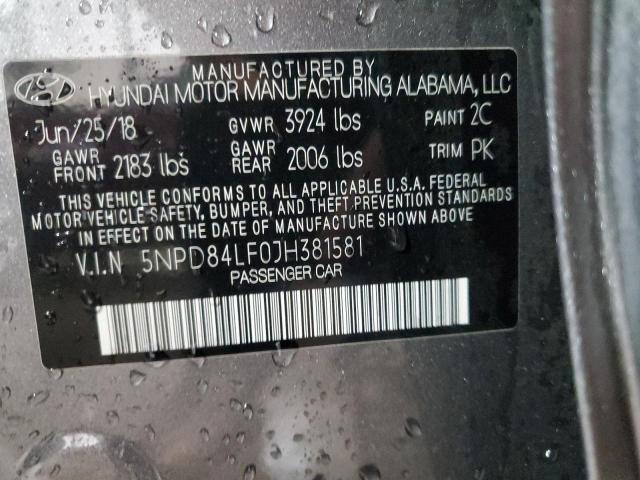 MANUFACTURED BY
HYUNDAI MOTOR MANUFACTURING ALABAMA, LLC
Jun/25/18 GVWR 3924 lbs PAINT 2C
GAWR FRONT 2183 lbs GAWR REAR 2006 lbs TRIM PK
THIS VEHICLE CONFORMS TO ALL APPLICABLE U.S.A. FEDERAL
MOTOR VEHICLE SAFETY, BUMPER, AND THEFT PREVENTION STANDARDS
IN EFFECT ON THE DATE OF MANUFACTURE SHOWN ABOVE.
V.I.N 5NPD84LF0JH381581
PASSENGER CAR